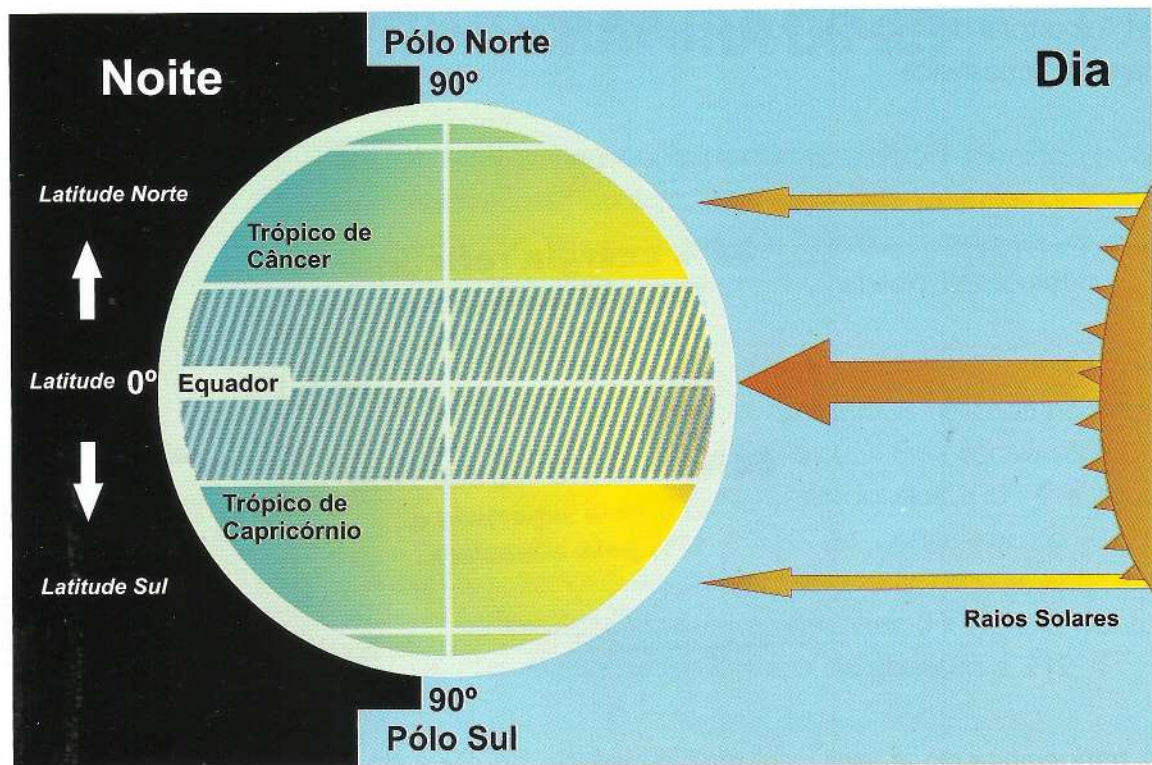 Pólo Norte
90º
Noite
Dia
Latitude Norte
Trópico de
Câncer
Latitude 0º
Equador
Trópico de
Capricórnio
Latitude Sul
Raios Solares
90º
Pólo Sul